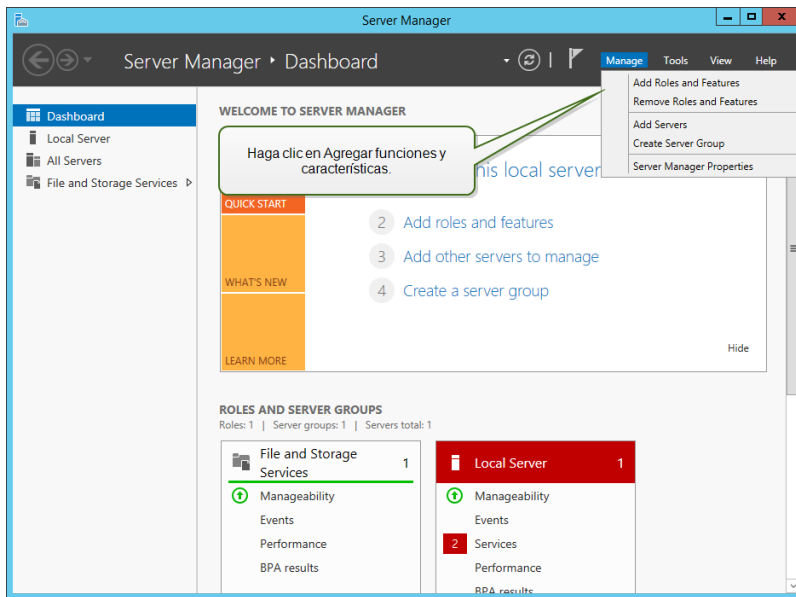 Server Manager
Server Manager ‣ Dashboard
Manage Tools View Help
Add Roles and Features
Remove Roles and Features
Add Servers
Create Server Group
Server Manager Properties
Dashboard
Local Server
All Servers
File and Storage Services
WELCOME TO SERVER MANAGER
Haga clic en Agregar funciones y
características.
his local server
QUICK START
2 Add roles and features
3 Add other servers to manage
WHAT'S NEW
4 Create a server group
Hide
LEARN MORE
ROLES AND SERVER GROUPS
Roles: 1 | Server groups: 1 | Servers total: 1
File and Storage
Services
1
Manageability
Events
Performance
BPA results
Local Server 1
Manageability
Events
2 Services
Performance
BPA results